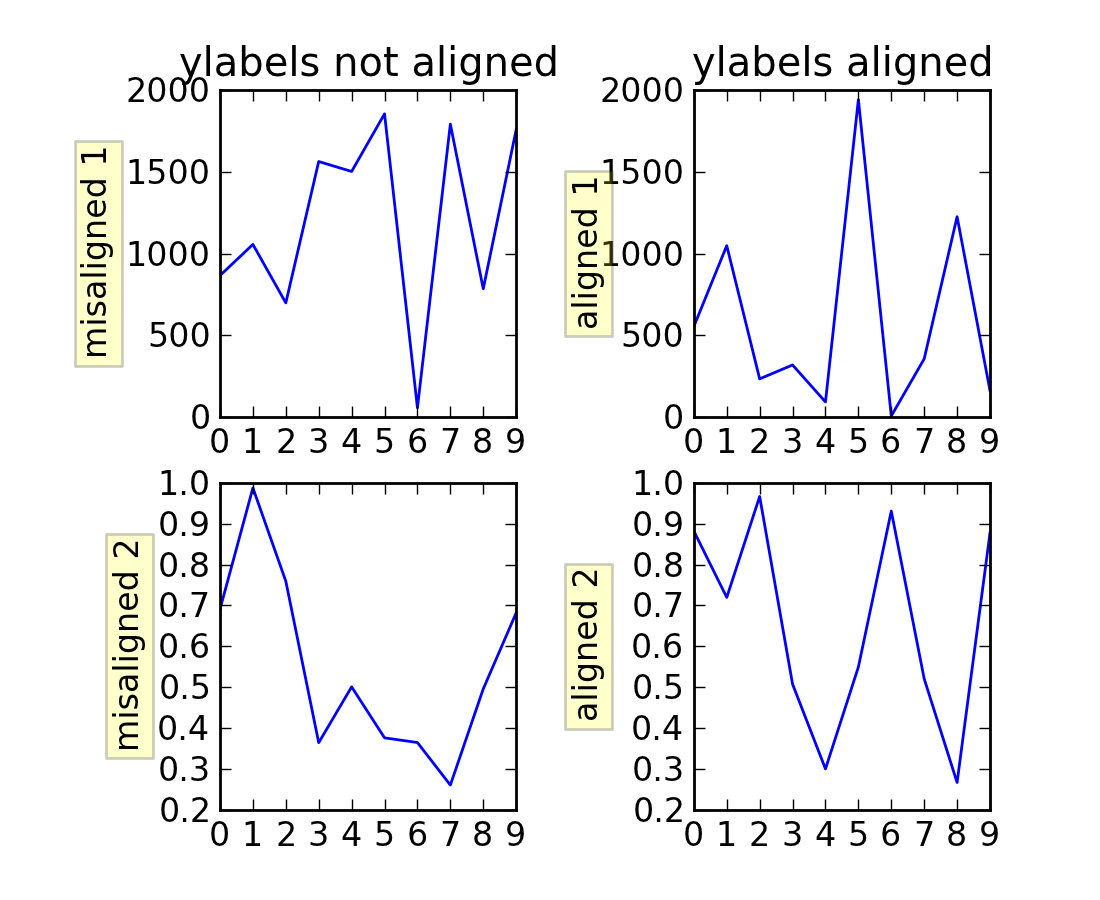 ylabels not aligned
misaligned 1
2000
1500
1000
500
0
0 1 2 3 4 5 6 7 8 9
ylabels aligned
aligned 1
2000
1500
1000
500
0
0 1 2 3 4 5 6 7 8 9
misaligned 2
1.0
0.9
0.8
0.7
0.6
0.5
0.4
0.3
0.2
0 1 2 3 4 5 6 7 8 9
aligned 2
1.0
0.9
0.8
0.7
0.6
0.5
0.4
0.3
0.2
0 1 2 3 4 5 6 7 8 9